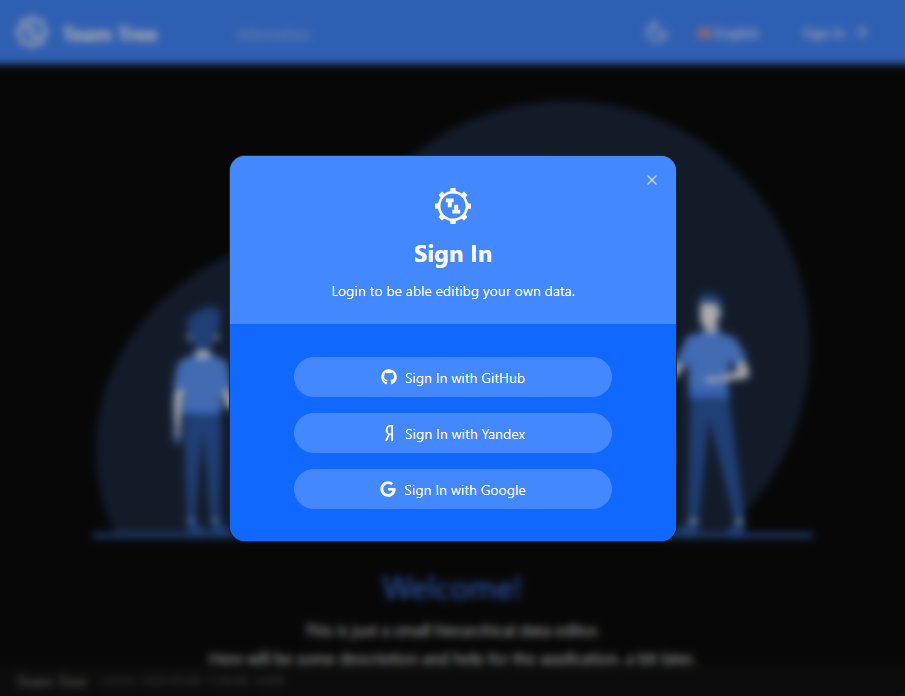 Team Tree
English
Sign In
Sign In
Login to be able editibg your own data.
Sign In with GitHub
Sign In with Yandex
Sign In with Google
Welcome!
This is just a small hierarchical data editor.
Here will be some description and help for the application, a bit later.
Team Tree